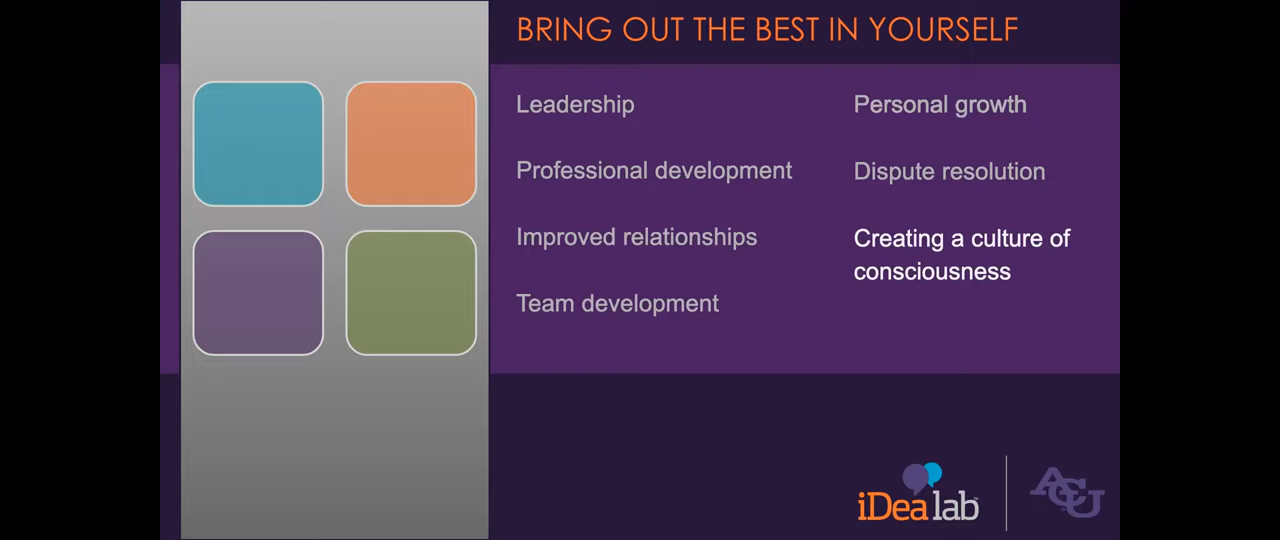 BRING OUT THE BEST IN YOURSELF
Leadership
Professional development
Improved relationships
Team development
Personal growth
Dispute resolution
Creating a culture of
consciousness
iDea lab
ACU